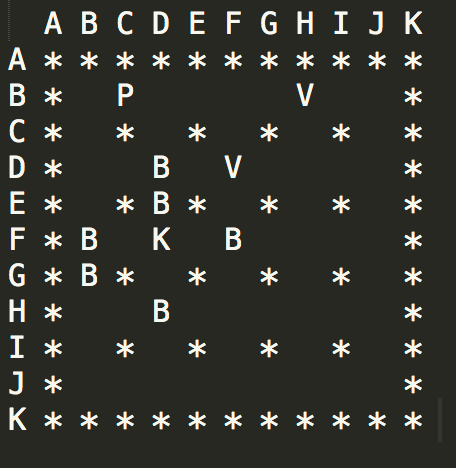 A B C D E F G H I J K
A * * * * * * * * * * *
B *   P         V     *
C *   *   *   *   *   *
D *     B   V         *
E *   * B *   *   *   *
F * B   K   B         *
G * B *   *   *   *   *
H *     B             *
I *   *   *   *   *   *
J *                   *
K * * * * * * * * * * *